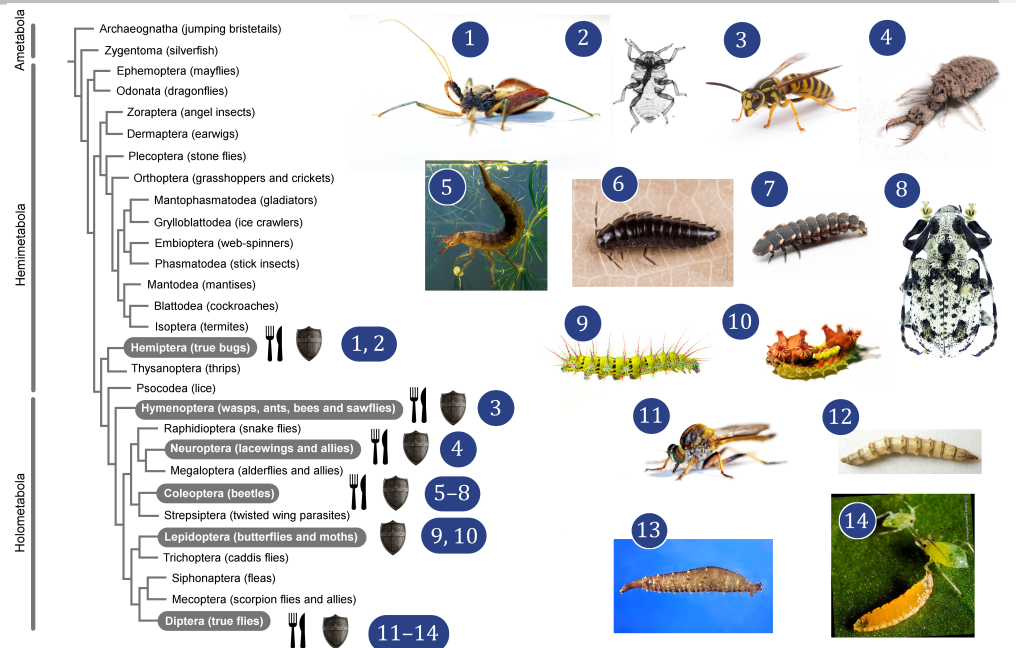 Ametabola
Hemimetabola
Holometabola
Archaeognatha (jumping bristetails)
Zygentoma (silverfish)
Ephemoptera (mayflies)
Odonata (dragonflies)
Zoraptera (angel insects)
Dermaptera (earwigs)
Plecoptera (stone flies)
Orthoptera (grasshoppers and crickets)
Mantophasmatodea (gladiators)
Grylloblattodea (ice crawlers)
Embioptera (web-spinners)
Phasmatodea (stick insects)
Mantodea (mantises)
Blattodea (cockroaches)
Isoptera (termites)
Hemiptera (true bugs) 1, 2
Thysanoptera (thrips)
Psocodea (lice)
Hymenoptera (wasps, ants, bees and sawflies) 3
Raphidioptera (snake flies)
Neuroptera (lacewings and allies) 4
Megaloptera (alderflies and allies)
Coleoptera (beetles) 5–8
Strepsiptera (twisted wing parasites)
Lepidoptera (butterflies and moths) 9, 10
Trichoptera (caddis flies)
Siphonaptera (fleas)
Mecoptera (scorpion flies and allies)
Diptera (true flies) 11–14
1
2
3
4
5
6
7
8
9
10
11
12
13
14